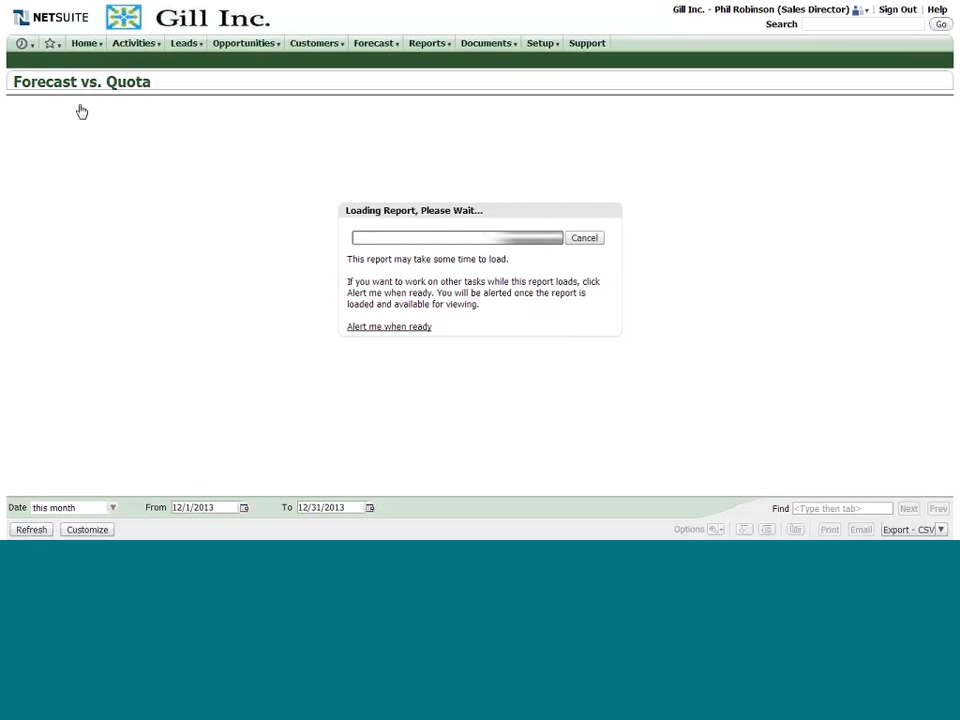 NETSUITE Gill Inc. Gill Inc. - Phil Robinson (Sales Director) Sign Out Help
Search Go
Home Activities Leads Opportunities Customers Forecast Reports Documents Setup Support
Forecast vs. Quota
Loading Report, Please Wait...
Cancel
This report may take some time to load.
If you want to work on other tasks while this report loads, click
Alert me when ready. You will be alerted once the report is
loaded and available for viewing.
Alert me when ready
Date this month From 12/1/2013 To 12/31/2013 Find <Type then tab> Next Prev
Refresh Customize Options Print Email Export - CSV